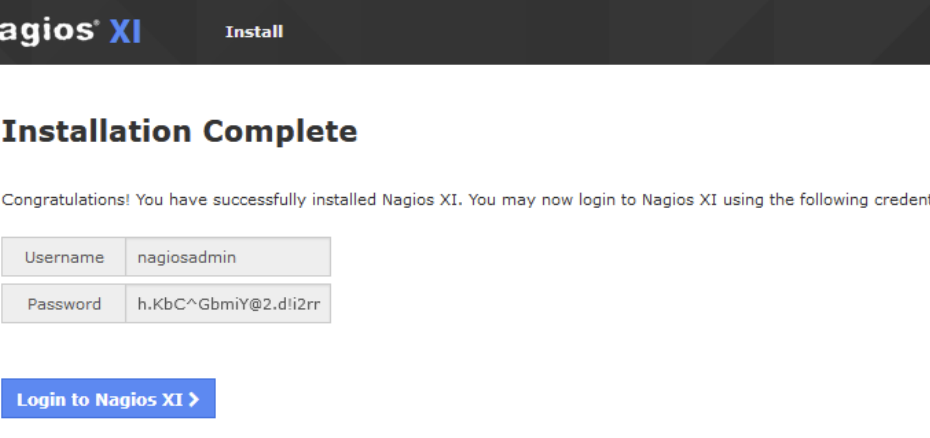 agios® XI Install
Installation Complete
Congratulations! You have successfully installed Nagios XI. You may now login to Nagios XI using the following credent
Username nagiosadmin
Password h.KbC^GbmiY@2.d!i2rr
Login to Nagios XI >